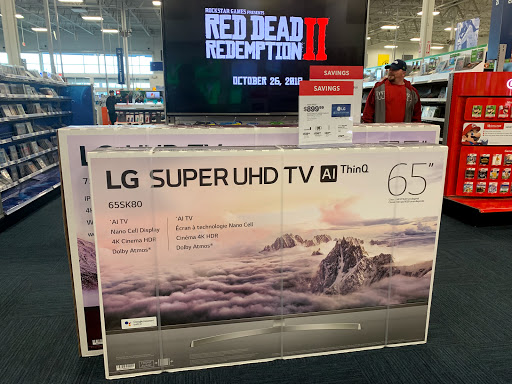 ROCKSTAR GAMES PRESENTS
RED DEAD
REDEMPTION II
OCTOBER 26, 2018
SAVINGS
SAVINGS
$899
LG
LG SUPER UHD TV AI ThinQ 65"
65SK80
'AI TV
Nano Cell Display
4K Cinema HDR
Dolby Atmos®
'AI TV
Écran à technologie Nano Cell
Cinéma 4K HDR
Dolby Atmos®